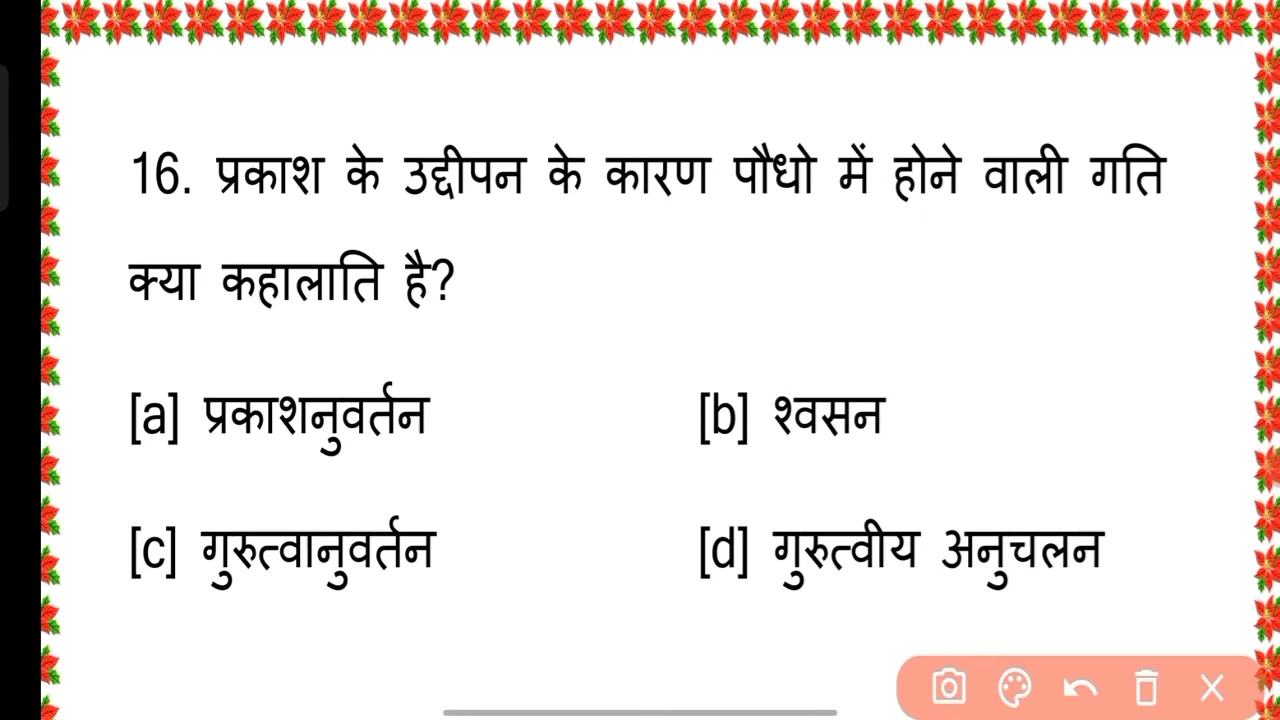 16. प्रकाश के उद्दीपन के कारण पौधो में होने वाली गति
क्या कहालाति है?
[a] प्रकाशनुवर्तन [b] श्वसन
[c] गुरुत्वानुवर्तन [d] गुरुत्वीय अनुचलन